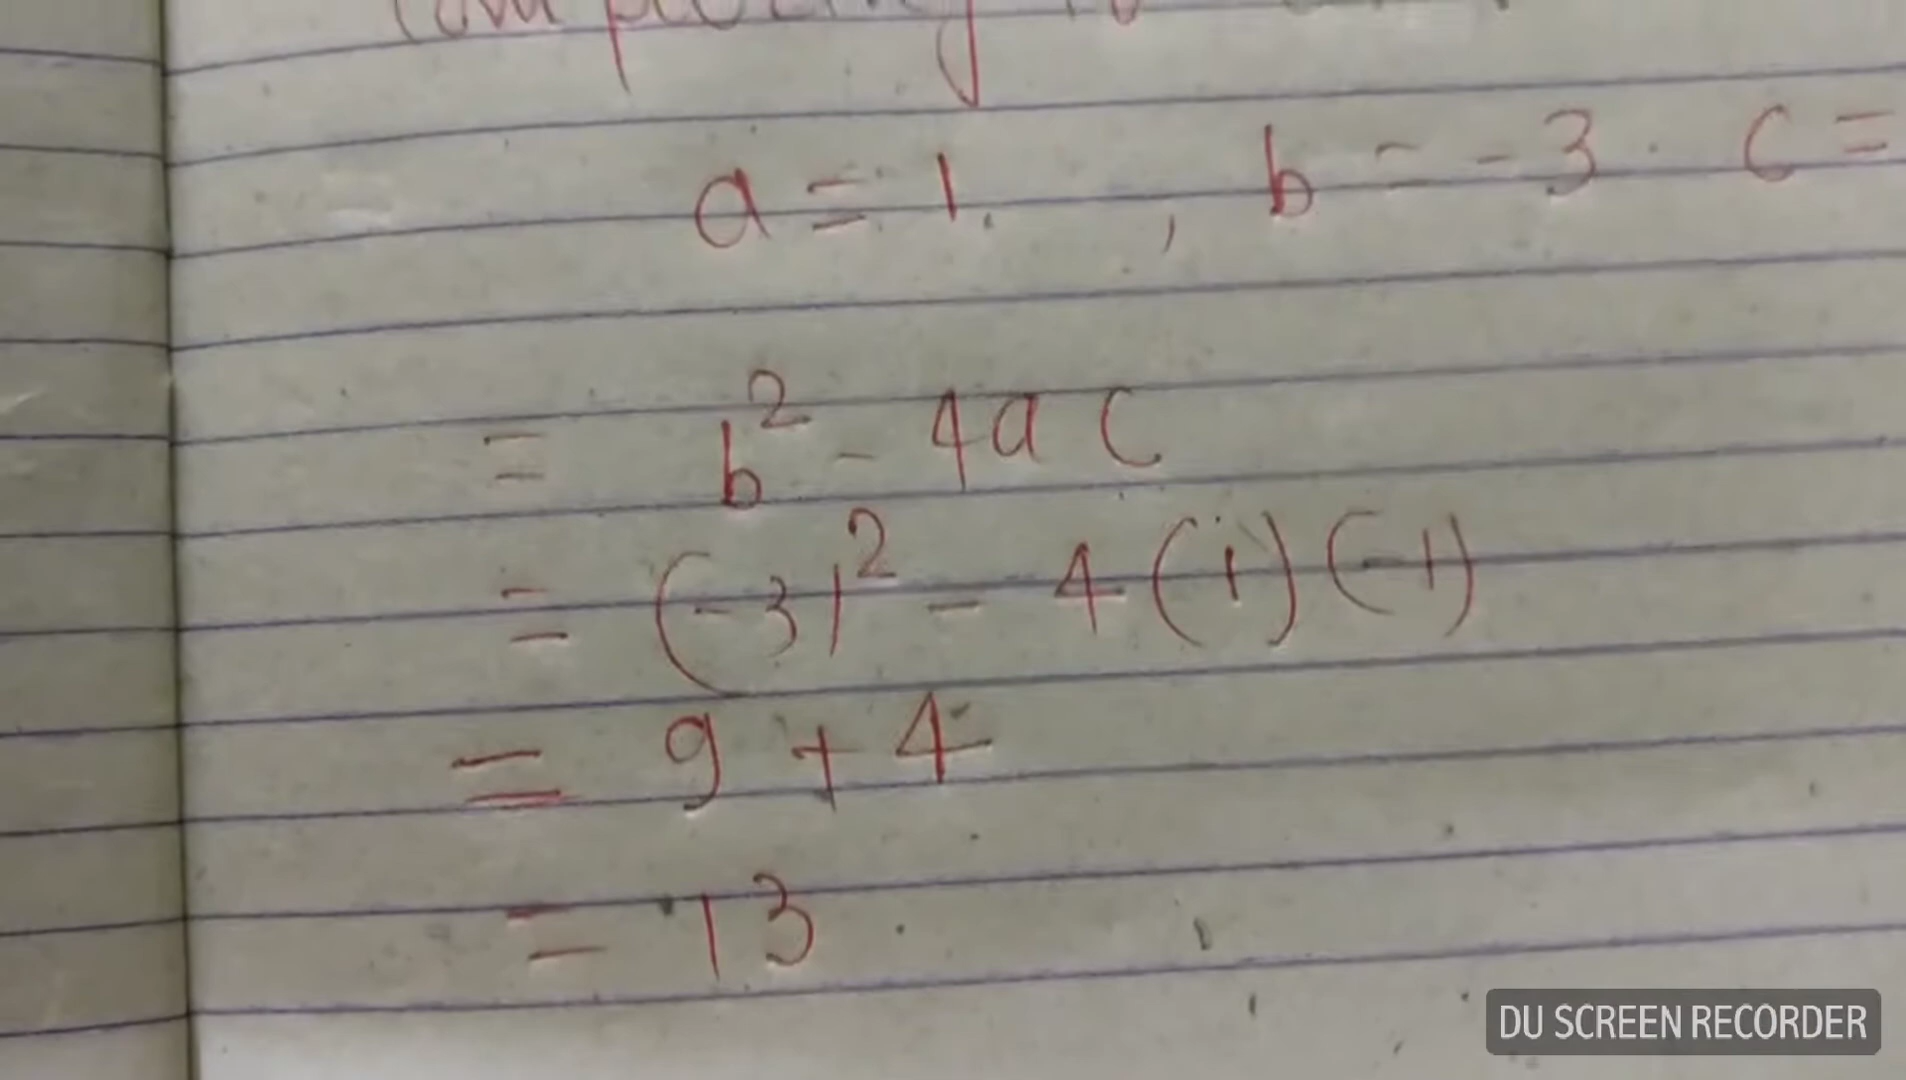 a = 1. , b = -3 . c =
= b² - 4ac
= (-3)² - 4(1)(-1)
= 9 + 4
= 13
DU SCREEN RECORDER